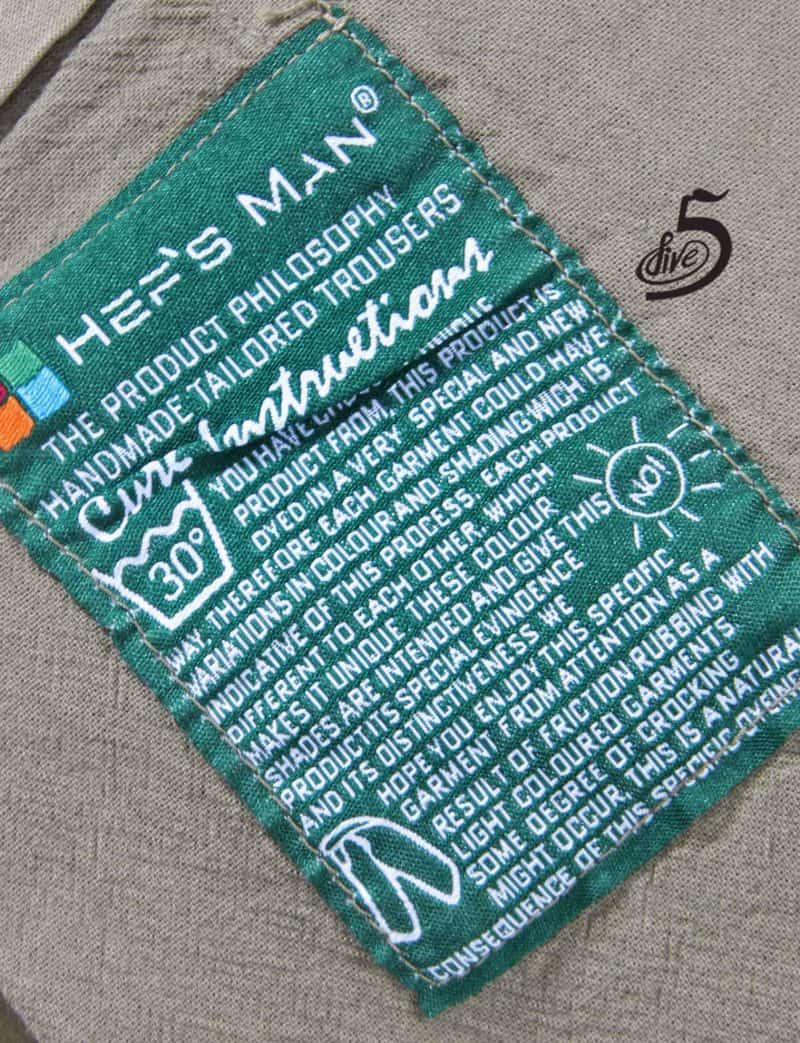 HEF'S MAN®
THE PRODUCT PHILOSOPHY
HANDMADE TAILORED TROUSERS
Cure Instructions
YOU HAVE UNIQUE
PRODUCT FROM, THIS PRODUCT IS
DYED IN A VERY SPECIAL AND NEW
WAY THEREFORE EACH GARMENT COULD HAVE
VARIATIONS IN COLOUR AND SHADING WICH IS
INDICATIVE OF THIS PROCESS. EACH PRODUCT
DIFFERENT TO EACH OTHER, WHICH
MAKES IT UNIQUE THESE COLOUR
SHADES ARE INTENDED AND GIVE THIS
PRODUCT ITS SPECIAL EVINDENCE
AND ITS DISTINCTIVENESS WE
HOPE YOU ENJOY THIS SPECIFIC
GARMENT FROM ATTENTION AS A
RESULT OF FRICTION RUBBING WITH
LIGHT COLOURED GARMENTS
SOME DEGREE OF CROCKING
MIGHT OCCUR. THIS IS A NATURAL
CONSEQUENCE OF THIS SPECIFIC DYEING
30°
NO!
five 5